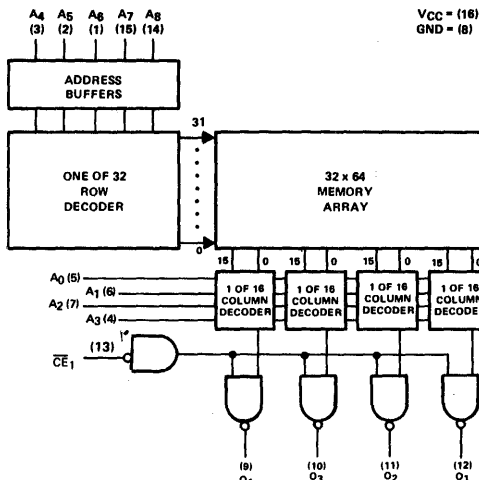 A4 A5 A6 A7 A8
(3) (2) (1) (15) (14)
VCC = (16)
GND = (8)
ADDRESS
BUFFERS
ONE OF 32
ROW
DECODER
31
0
32 x 64
MEMORY
ARRAY
15 0 15 0 15 0 15 0
A0 (5)
A1 (6)
A2 (7)
A3 (4)
1 OF 16
COLUMN
DECODER
1 OF 16
COLUMN
DECODER
1 OF 16
COLUMN
DECODER
1 OF 16
COLUMN
DECODER
(13)
CE1
(9) (10) (11) (12)
O3 O2 O1